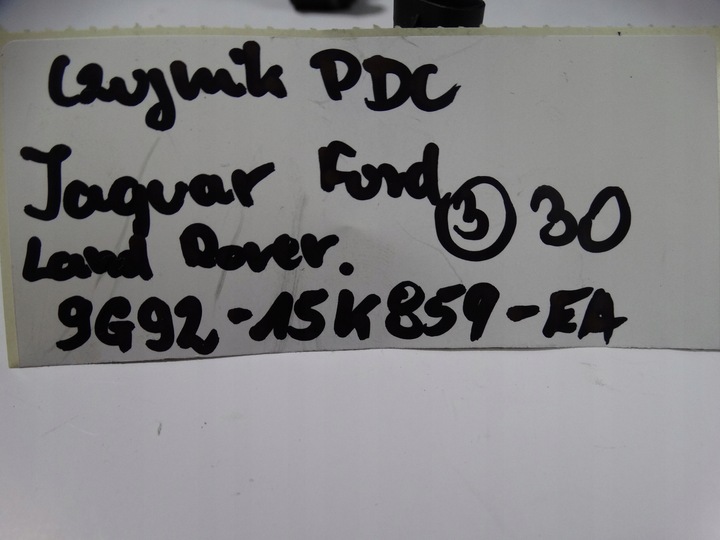 Czujnik PDC
Jaguar Ford ③ 30
Land Rover.
9G92-15K859-EA